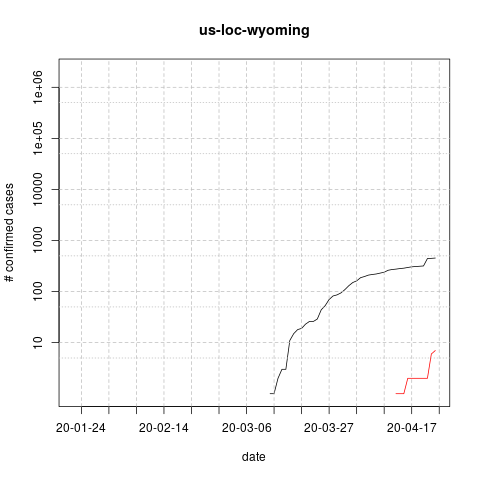 us-loc-wyoming
# confirmed cases
1e+06
1e+05
10000
1000
100
10
20-01-24
20-02-14
20-03-06
20-03-27
20-04-17
date